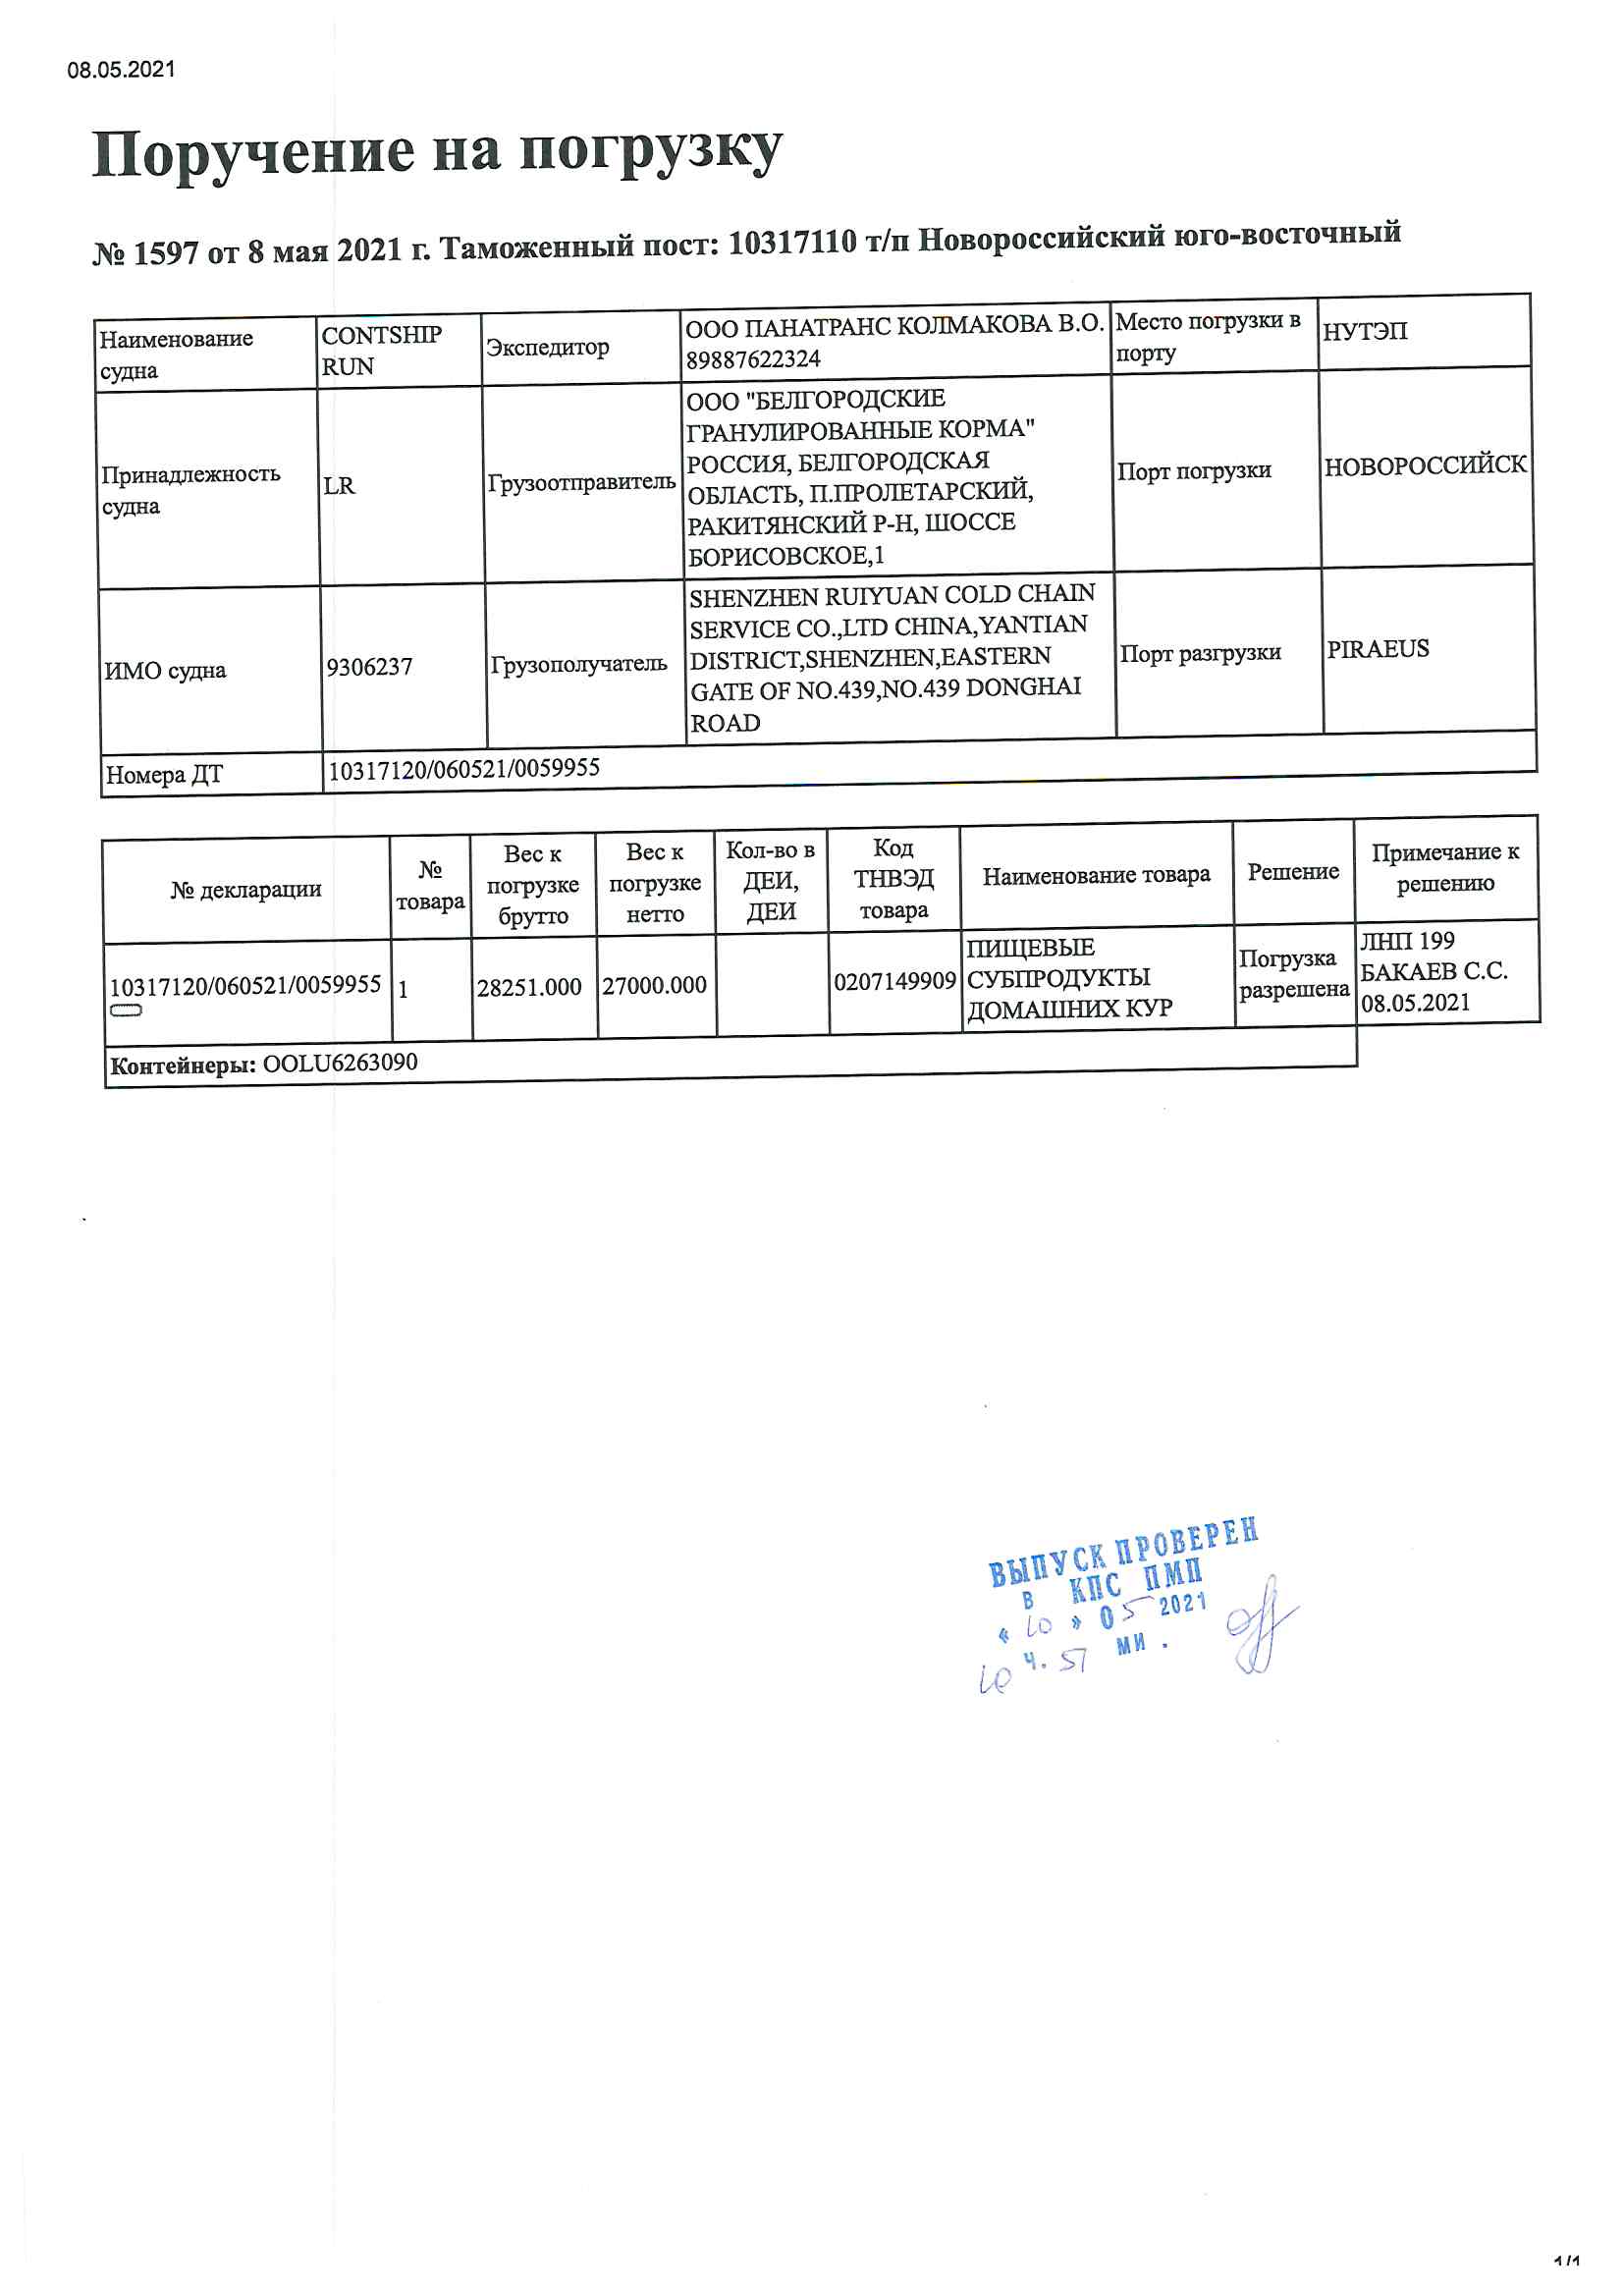 08.05.2021
Поручение на погрузку
№ 1597 от 8 мая 2021 г. Таможенный пост: 10317110 т/п Новороссийский юго-восточный
Наименование
судна
CONTSHIP
RUN
Экспедитор
ООО ПАНАТРАНС КОЛМАКОВА В.О.
89887622324
Место погрузки в
порту
НУТЭП
Принадлежность
судна
LR
Грузоотправитель
ООО "БЕЛГОРОДСКИЕ
ГРАНУЛИРОВАННЫЕ КОРМА"
РОССИЯ, БЕЛГОРОДСКАЯ
ОБЛАСТЬ, П.ПРОЛЕТАРСКИЙ,
РАКИТЯНСКИЙ Р-Н, ШОССЕ
БОРИСОВСКОЕ,1
Порт погрузки
НОВОРОССИЙСК
ИМО судна
9306237
Грузополучатель
SHENZHEN RUIYUAN COLD CHAIN
SERVICE CO.,LTD CHINA,YANTIAN
DISTRICT,SHENZHEN,EASTERN
GATE OF NO.439,NO.439 DONGHAI
ROAD
Порт разгрузки
PIRAEUS
Номера ДТ
10317120/060521/0059955
№ декларации
№
товара
Вес к
погрузке
брутто
Вес к
погрузке
нетто
Кол-во в
ДЕИ,
ДЕИ
Код
ТНВЭД
товара
Наименование товара
Решение
Примечание к
решению
10317120/060521/0059955
1
28251.000
27000.000
0207149909
ПИЩЕВЫЕ
СУБПРОДУКТЫ
ДОМАШНИХ КУР
Погрузка
разрешена
ЛНП 199
БАКАЕВ С.С.
08.05.2021
Контейнеры: OOLU6263090
ВЫПУСК ПРОВЕРЕН
В КПС ПМП
« 10 » 05 2021
ч. 51 ми .
1/1